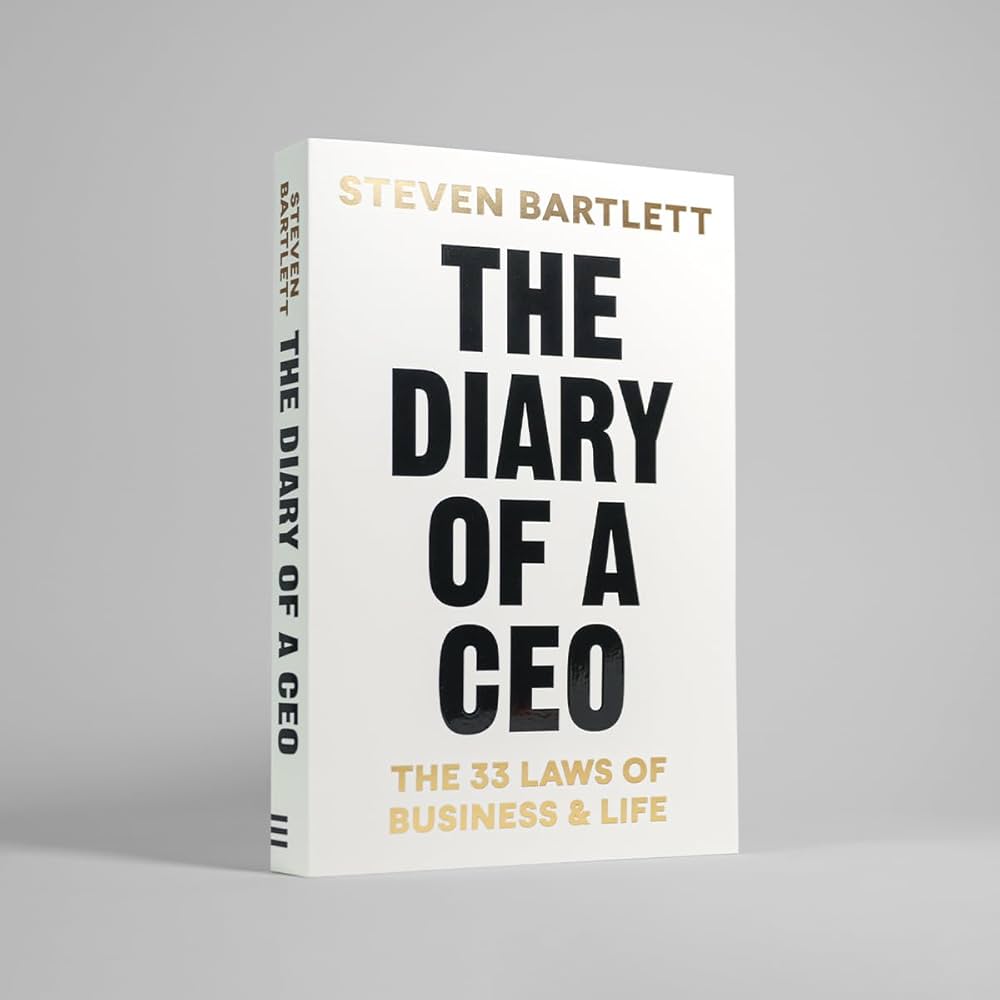 STEVEN BARTLETT
THE
DIARY
OF A
CEO
THE 33 LAWS OF
BUSINESS & LIFE
STEVEN
BARTLETT
THE DIARY OF A CEO